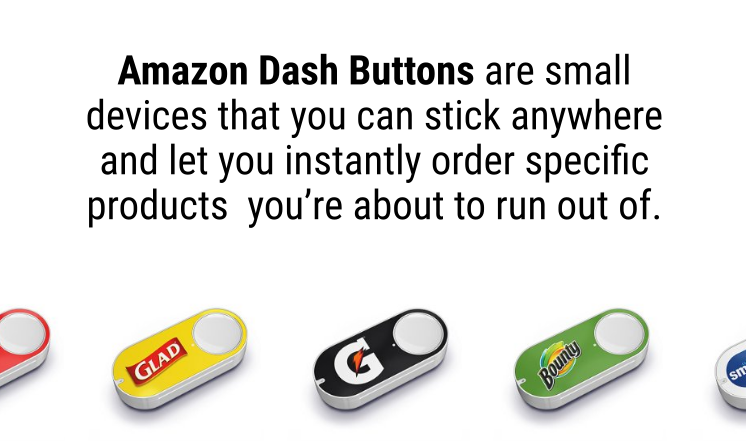 Amazon Dash Buttons are small
devices that you can stick anywhere
and let you instantly order specific
products  you’re about to run out of.
GLAD
G
Bounty